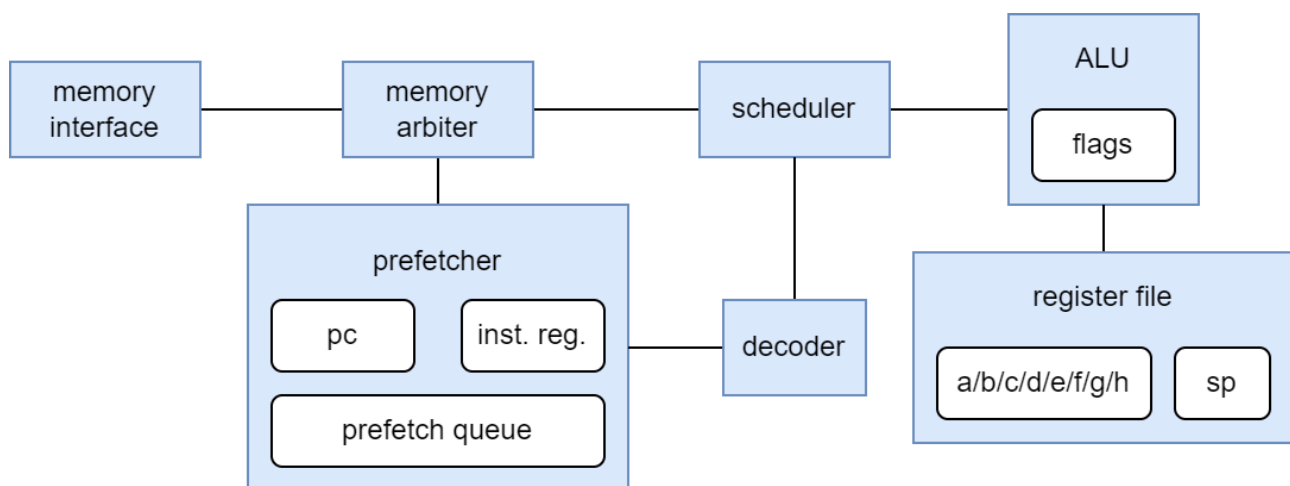 memory
interface
memory
arbiter
scheduler
ALU
flags
prefetcher
pc
inst. reg.
prefetch queue
decoder
register file
a/b/c/d/e/f/g/h
sp